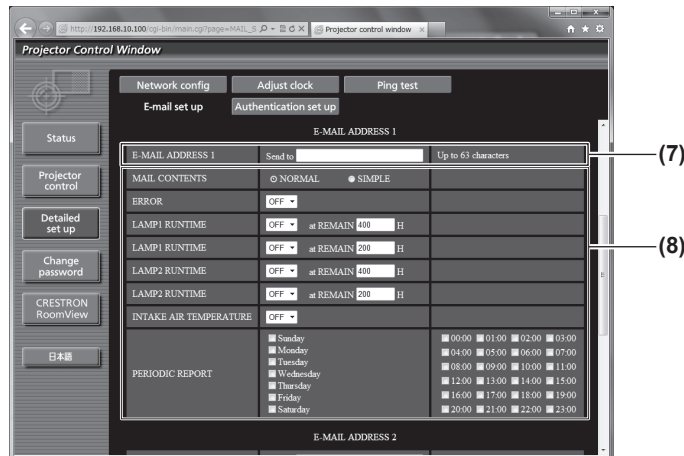 http://192.168.10.100/cgi-bin/main.cgi?page=MAIL_S
Projector control window
Projector Control Window
Network config Adjust clock Ping test
E-mail set up Authentication set up
Status
Projector control
Detailed set up
Change password
CRESTRON RoomView
日本語
E-MAIL ADDRESS 1
E-MAIL ADDRESS 1 Send to Up to 63 characters
(7)
MAIL CONTENTS NORMAL SIMPLE
ERROR OFF
LAMP1 RUNTIME OFF at REMAIN 400 H
LAMP1 RUNTIME OFF at REMAIN 200 H
(8)
LAMP2 RUNTIME OFF at REMAIN 400 H
LAMP2 RUNTIME OFF at REMAIN 200 H
INTAKE AIR TEMPERATURE OFF
PERIODIC REPORT
Sunday
Monday
Tuesday
Wednesday
Thursday
Friday
Saturday
00:00 01:00 02:00 03:00
04:00 05:00 06:00 07:00
08:00 09:00 10:00 11:00
12:00 13:00 14:00 15:00
16:00 17:00 18:00 19:00
20:00 21:00 22:00 23:00
E-MAIL ADDRESS 2